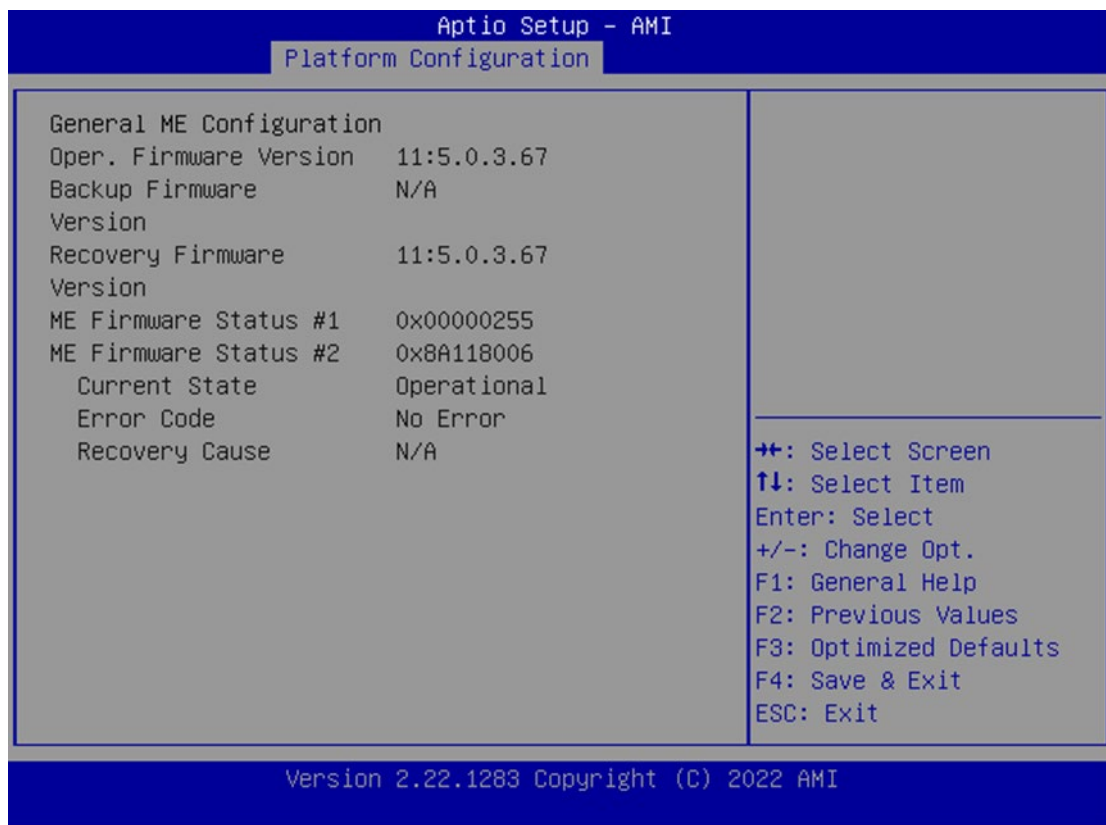 Aptio Setup – AMI
Platform Configuration
General ME Configuration
Oper. Firmware Version 11:5.0.3.67
Backup Firmware N/A
Version
Recovery Firmware 11:5.0.3.67
Version
ME Firmware Status #1 0x00000255
ME Firmware Status #2 0x8A118006
Current State Operational
Error Code No Error
Recovery Cause N/A
→←: Select Screen
↑↓: Select Item
Enter: Select
+/-: Change Opt.
F1: General Help
F2: Previous Values
F3: Optimized Defaults
F4: Save & Exit
ESC: Exit
Version 2.22.1283 Copyright (C) 2022 AMI